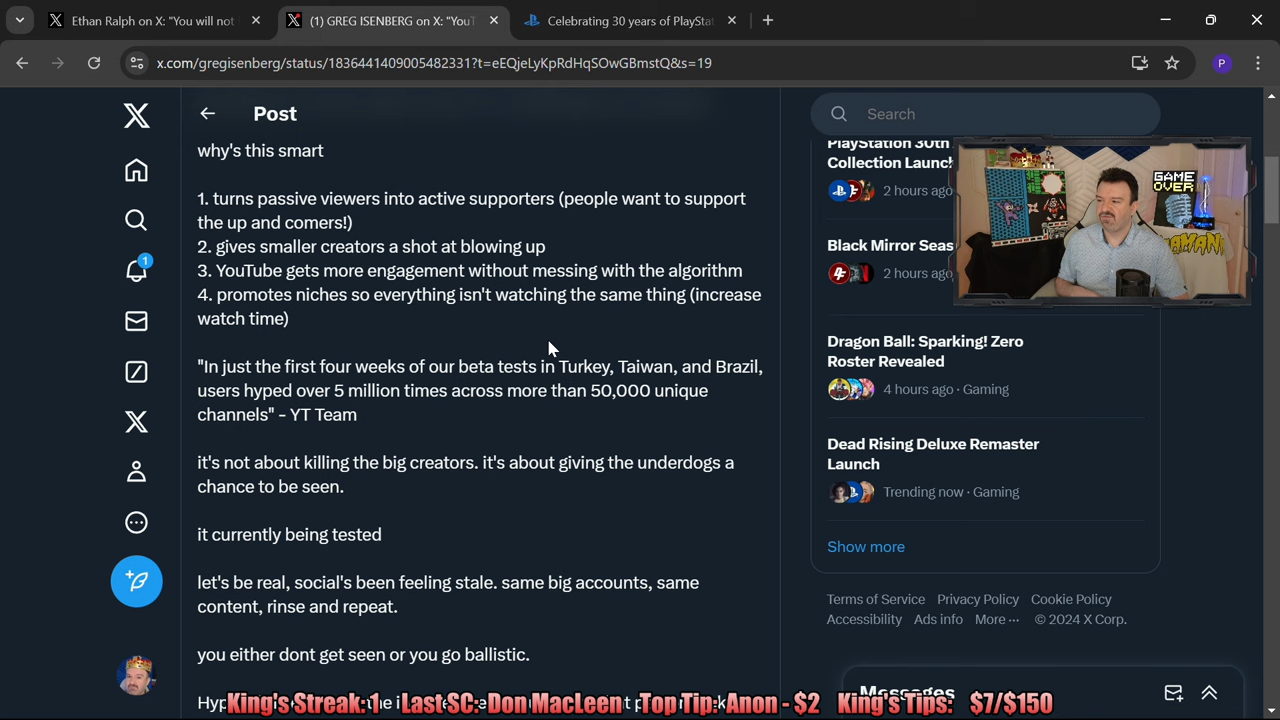 Ethan Ralph on X: "You will not
(1) GREG ISENBERG on X: "YouT
Celebrating 30 years of PlayStat
x.com/gregisenberg/status/1836441409005482331?t=eEQjeLyKpRdHqSOwGBmstQ&s=19
P
Post
Search
why's this smart
1. turns passive viewers into active supporters (people want to support
the up and comers!)
2. gives smaller creators a shot at blowing up
3. YouTube gets more engagement without messing with the algorithm
4. promotes niches so everything isn't watching the same thing (increase
watch time)
"In just the first four weeks of our beta tests in Turkey, Taiwan, and Brazil,
users hyped over 5 million times across more than 50,000 unique
channels" - YT Team
it's not about killing the big creators. it's about giving the underdogs a
chance to be seen.
it currently being tested
let's be real, social's been feeling stale. same big accounts, same
content, rinse and repeat.
you either dont get seen or you go ballistic.
1
PlayStation 30th
Collection Launch
2 hours ago
Black Mirror Seas
2 hours ago
GAME
OVER
Dragon Ball: Sparking! Zero
Roster Revealed
4 hours ago · Gaming
Dead Rising Deluxe Remaster
Launch
Trending now · Gaming
Show more
Terms of Service Privacy Policy Cookie Policy
Accessibility Ads info More ··· © 2024 X Corp.
Messages
King's Streak: 1 Last SC: Don MacLeen Top Tip: Anon - $2 King's Tips: $7/$150